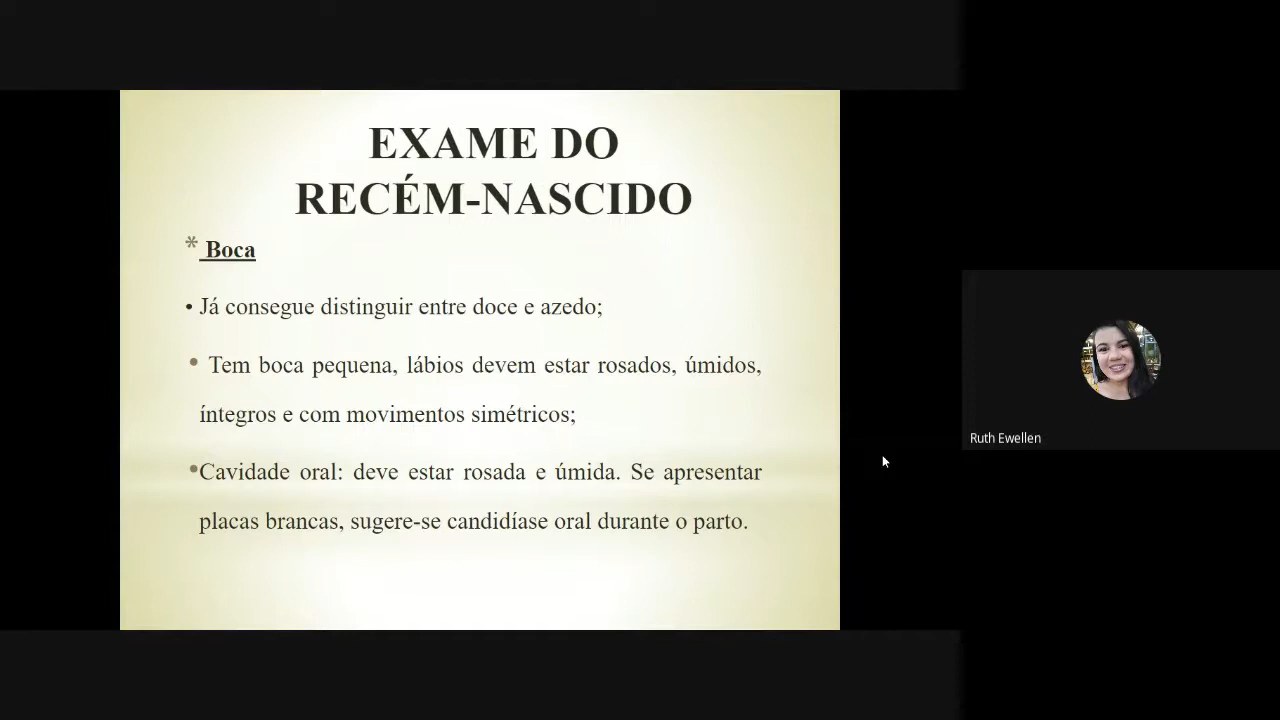 EXAME DO
RECÉM-NASCIDO
* Boca
• Já consegue distinguir entre doce e azedo;
• Tem boca pequena, lábios devem estar rosados, úmidos,
íntegros e com movimentos simétricos;
•Cavidade oral: deve estar rosada e úmida. Se apresentar
placas brancas, sugere-se candidíase oral durante o parto.
Ruth Ewellen